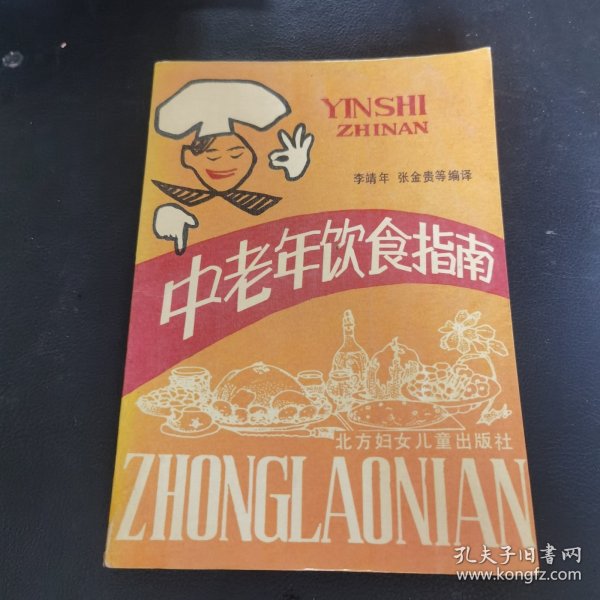 YINSHI
ZHINAN
李靖年 张金贵等编译
中老年饮食指南
北方妇女儿童出版社
ZHONGLAONIAN
孔夫子旧书网
www.kongfz.com